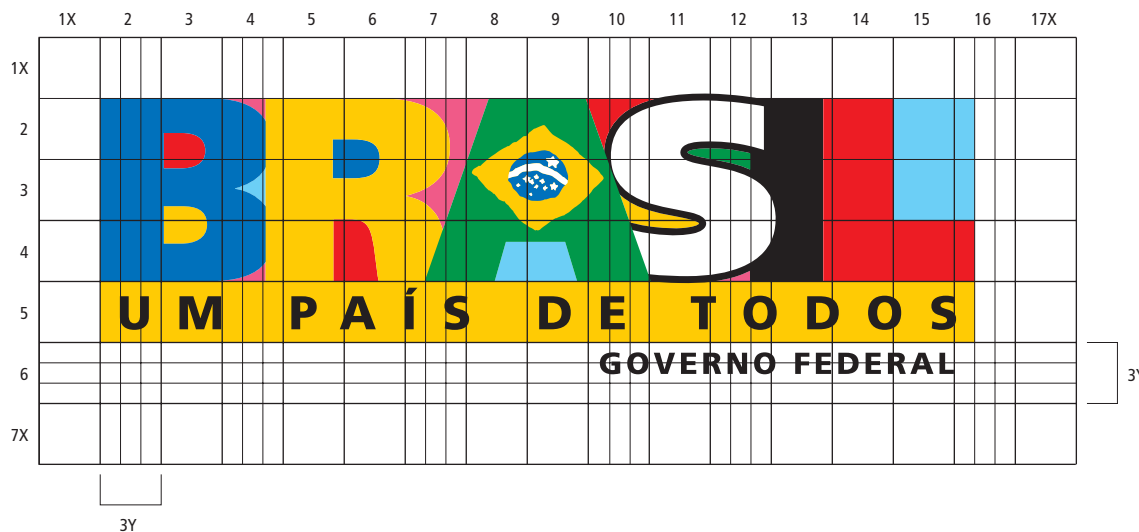 1X 2 3 4 5 6 7 8 9 10 11 12 13 14 15 16 17X
1X
2
3
4
5
6
7X
BRASIL
UM PAÍS DE TODOS
GOVERNO FEDERAL
3Y
3Y